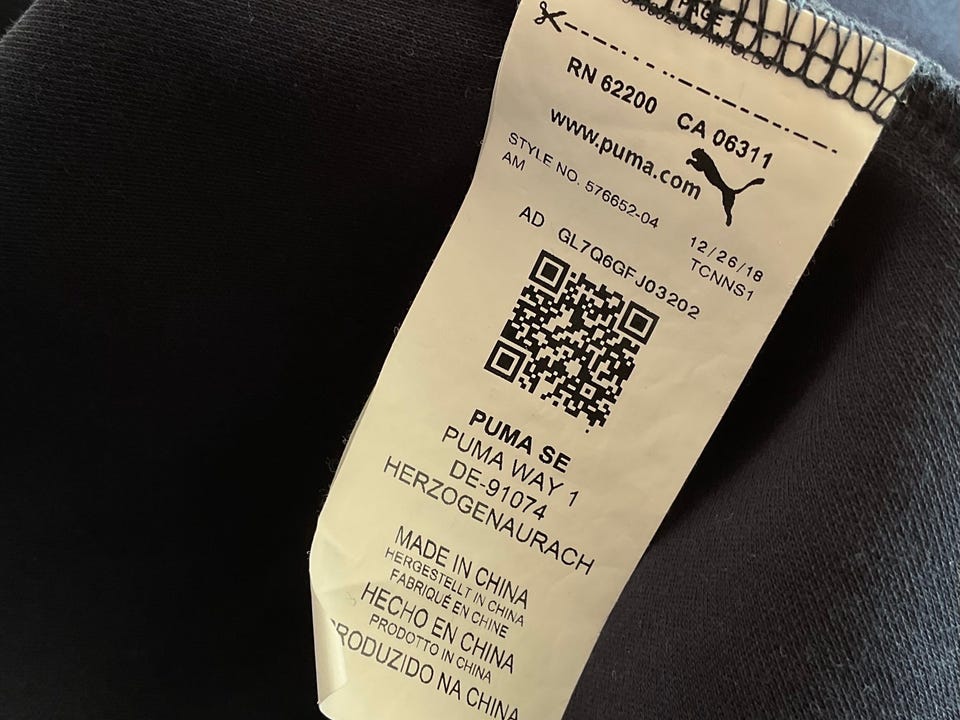 PAGE
RN 62200 CA 06311
www.puma.com
STYLE NO. 576652-04
AM
12/26/18
TCNNS1
AD GL7Q6GFJ03202
PUMA SE
PUMA WAY 1
DE-91074
HERZOGENAURACH
MADE IN CHINA
HERGESTELLT IN CHINA
FABRIQUÉ EN CHINE
HECHO EN CHINA
PRODOTTO IN CHINA
PRODUZIDO NA CHINA